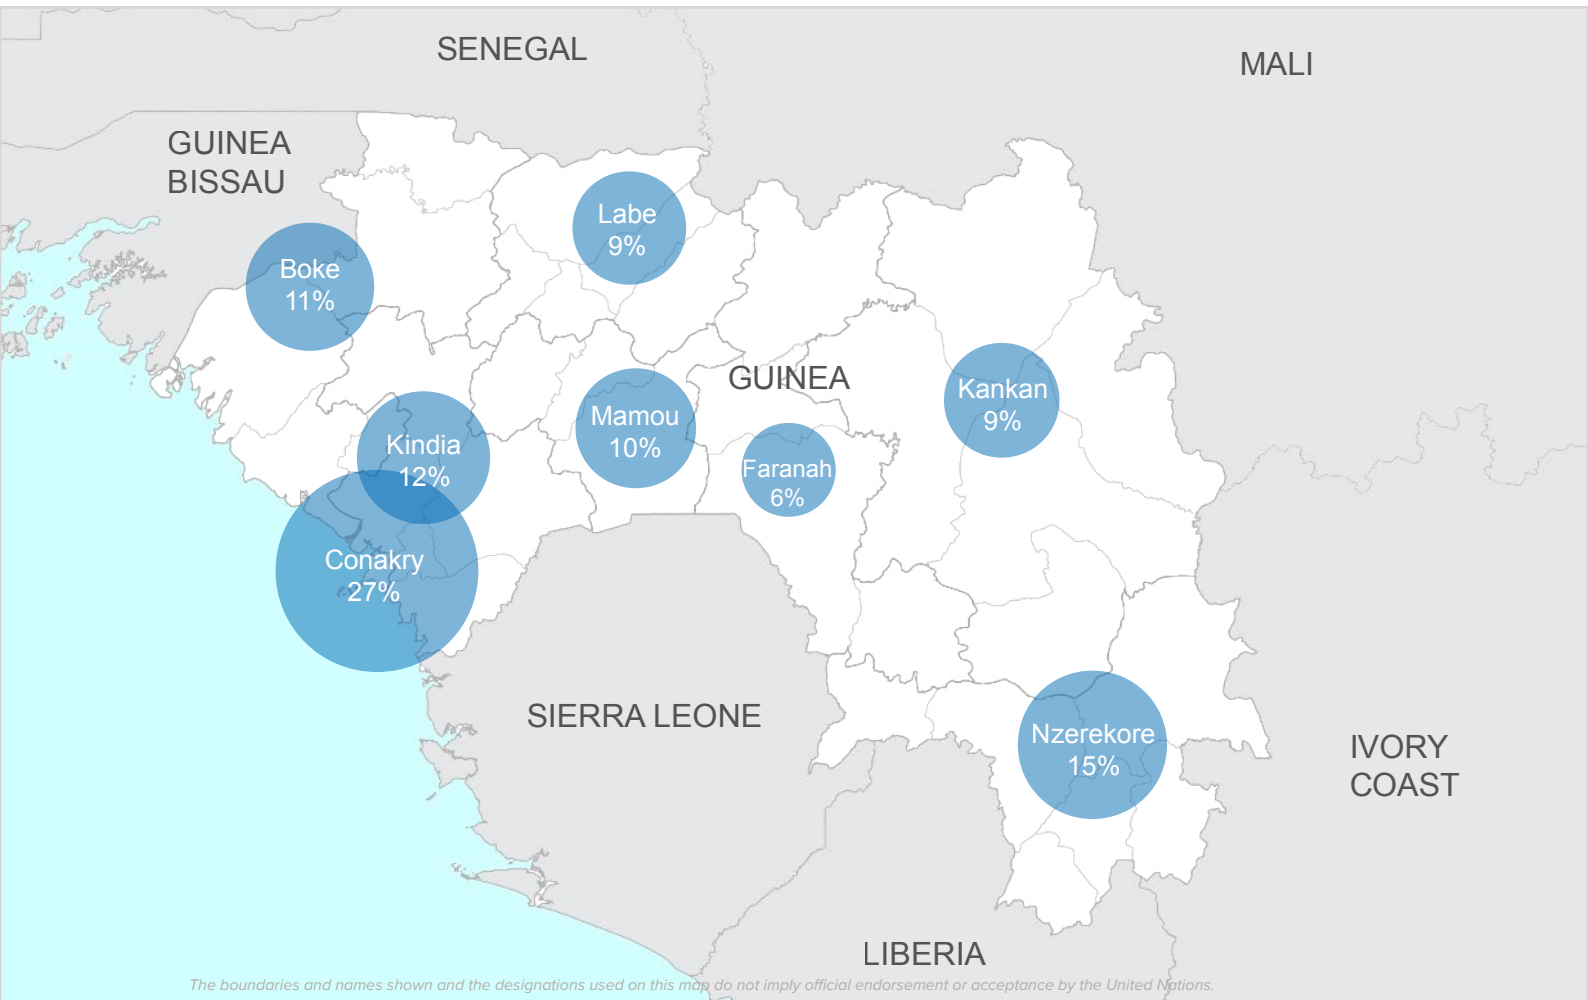 SENEGAL
MALI
GUINEA
BISSAU
Labe
9%
Boke
11%
GUINEA
Kankan
9%
Mamou
10%
Kindia
12%
Faranah
6%
Conakry
27%
SIERRA LEONE
Nzerekore
15%
IVORY
COAST
LIBERIA
The boundaries and names shown and the designations used on this map do not imply official endorsement or acceptance by the United Nations.